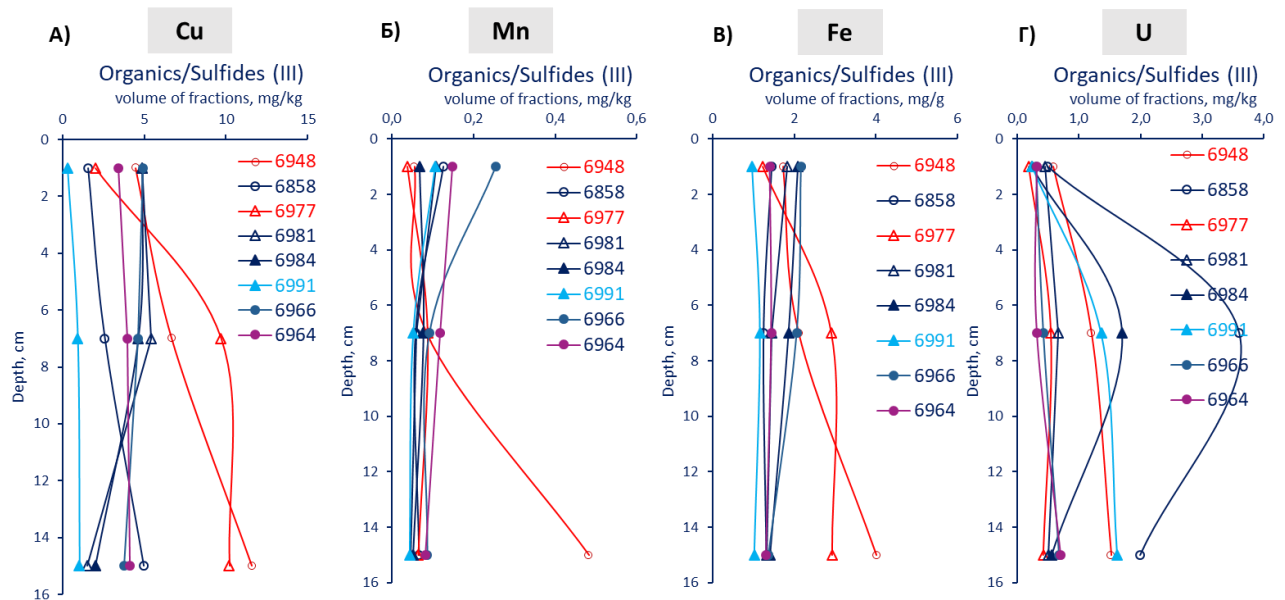 А)
Cu
Organics/Sulfides (III)
volume of fractions, mg/kg
0 5 10 15
Depth, cm
0
2
4
6
8
10
12
14
16
6948
6858
6977
6981
6984
6991
6966
6964
Б)
Mn
Organics/Sulfides (III)
volume of fractions, mg/kg
0,0 0,2 0,4 0,6
Depth, cm
0
2
4
6
8
10
12
14
16
6948
6858
6977
6981
6984
6991
6966
6964
В)
Fe
Organics/Sulfides (III)
volume of fractions, mg/g
0 2 4 6
Depth, cm
0
2
4
6
8
10
12
14
16
6948
6858
6977
6981
6984
6991
6966
6964
Г)
U
Organics/Sulfides (III)
volume of fractions, mg/kg
0,0 1,0 2,0 3,0 4,0
Depth, cm
0
2
4
6
8
10
12
14
16
6948
6858
6977
6981
6984
6991
6966
6964